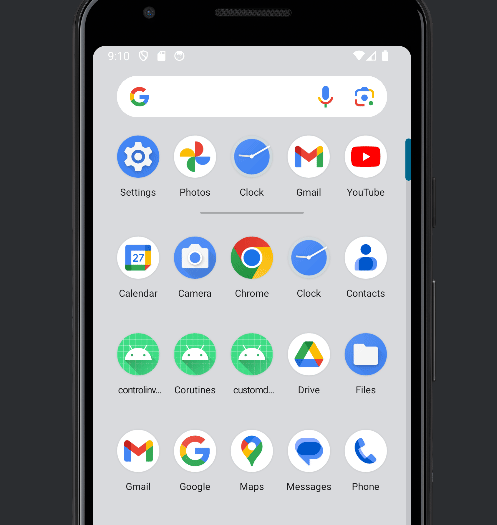 9:10
Settings Photos Clock Gmail YouTube
27
Calendar Camera Chrome Clock Contacts
controlinv... Corutines customd... Drive Files
Gmail Google Maps Messages Phone